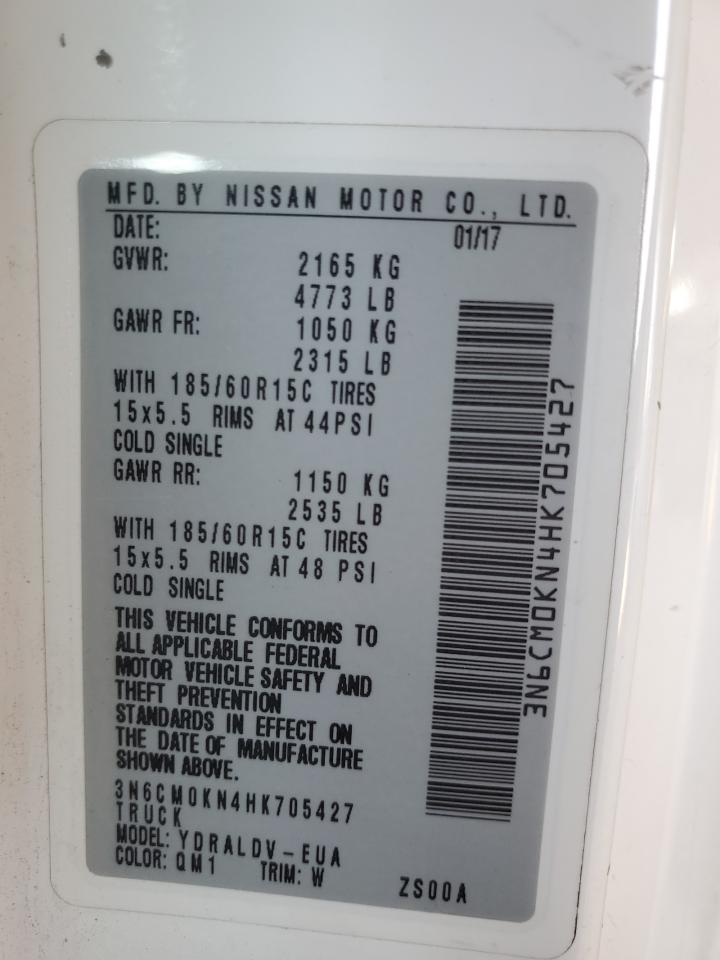 MFD. BY NISSAN MOTOR CO., LTD.
DATE: 01/17
GVWR: 2165 KG
4773 LB
GAWR FR: 1050 KG
2315 LB
WITH 185/60R15C TIRES
15x5.5 RIMS AT 44PSI
COLD SINGLE
GAWR RR: 1150 KG
2535 LB
WITH 185/60R15C TIRES
15x5.5 RIMS AT 48 PSI
COLD SINGLE
THIS VEHICLE CONFORMS TO
ALL APPLICABLE FEDERAL
MOTOR VEHICLE SAFETY AND
THEFT PREVENTION
STANDARDS IN EFFECT ON
THE DATE OF MANUFACTURE
SHOWN ABOVE.
3N6CM0KN4HK705427
TRUCK
MODEL: YDRALDV-EUA
COLOR: QM1 TRIM: W ZS00A
3N6CM0KN4HK705427